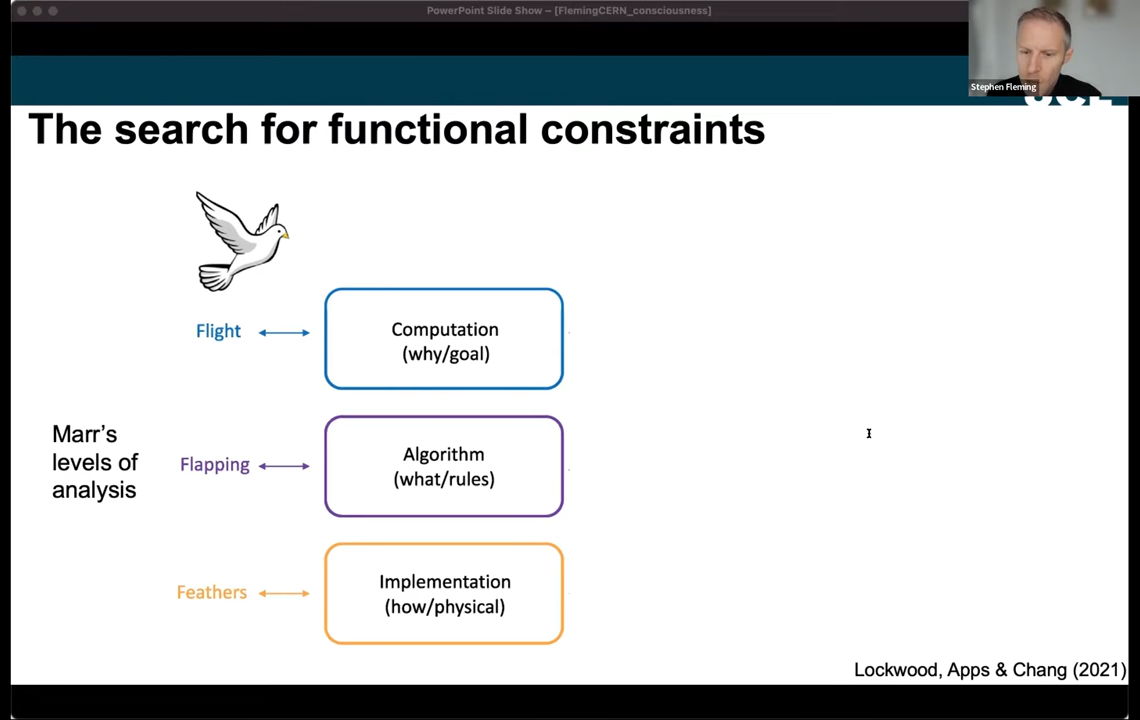 PowerPoint Slide Show – [FlemingCERN_consciousness]
Stephen Fleming
The search for functional constraints
Flight
Computation
(why/goal)
Marr’s
levels of
analysis
Flapping
Algorithm
(what/rules)
Feathers
Implementation
(how/physical)
Lockwood, Apps & Chang (2021)